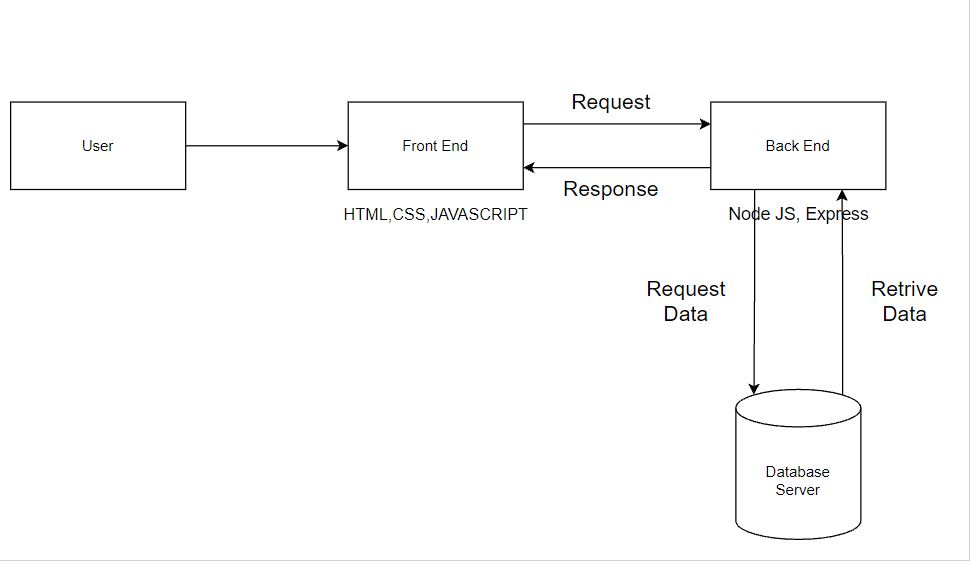 Request
User
Front End
Back End
Response
HTML,CSS,JAVASCRIPT
Node JS, Express
Request
Data
Retrive
Data
Database
Server